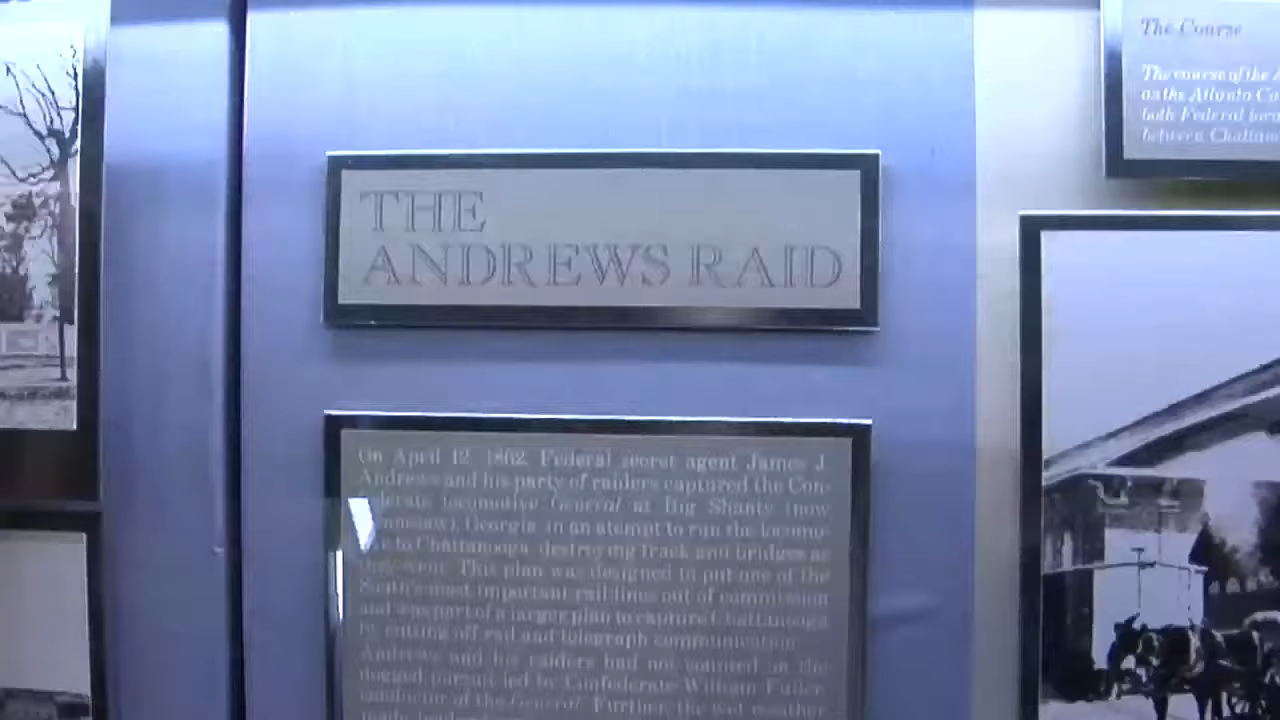 THE
ANDREWS RAID
On April 12, 1862, Federal secret agent James J.
Andrews and his party of raiders captured the Con-
federate locomotive General at Big Shanty (now
Kennesaw), Georgia in an attempt to run the locomo-
to Chattanooga, destroying track and bridges as
they went. This plan was designed to put one of the
South's most important rail lines out of commission
and was part of a larger plan to capture Chattanooga
by cutting off rail and telegraph communication.
Andrews and his raiders had not counted on the
dogged pursuit led by Confederate William Fuller,
conductor of the General. Further, the wet weather
The Course
The course of the
as the Atlanta
both Federal
between